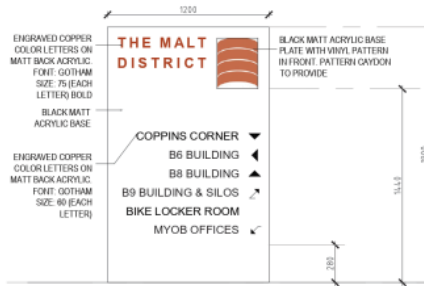 1200
ENGRAVED COPPER
COLOR LETTERS ON
MATT BACK ACRYLIC.
FONT: GOTHAM
SIZE: 75 (EACH
LETTER) BOLD
THE MALT
DISTRICT
BLACK MATT ACRYLIC BASE
PLATE WITH VINYL PATTERN
IN FRONT. PATTERN CAYDON
TO PROVIDE
BLACK MATT
ACRYLIC BASE
ENGRAVED COPPER
COLOR LETTERS ON
MATT BACK ACRYLIC.
FONT: GOTHAM
SIZE: 60 (EACH
LETTER)
COPPINS CORNER
B6 BUILDING
B8 BUILDING
B9 BUILDING & SILOS
BIKE LOCKER ROOM
MYOB OFFICES
1440
280